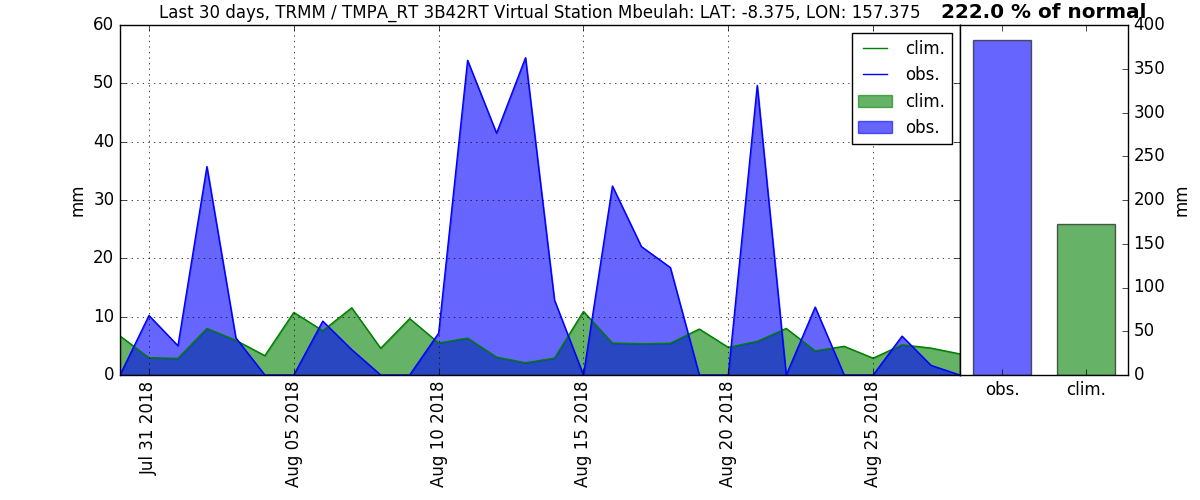 Last 30 days, TRMM / TMPA_RT 3B42RT Virtual Station Mbeulah: LAT: -8.375, LON: 157.375
222.0 % of normal
60
50
40
30
20
10
0
mm
clim.
obs.
clim.
obs.
400
350
300
250
200
150
100
50
0
mm
Jul 31 2018
Aug 05 2018
Aug 10 2018
Aug 15 2018
Aug 20 2018
Aug 25 2018
obs.
clim.